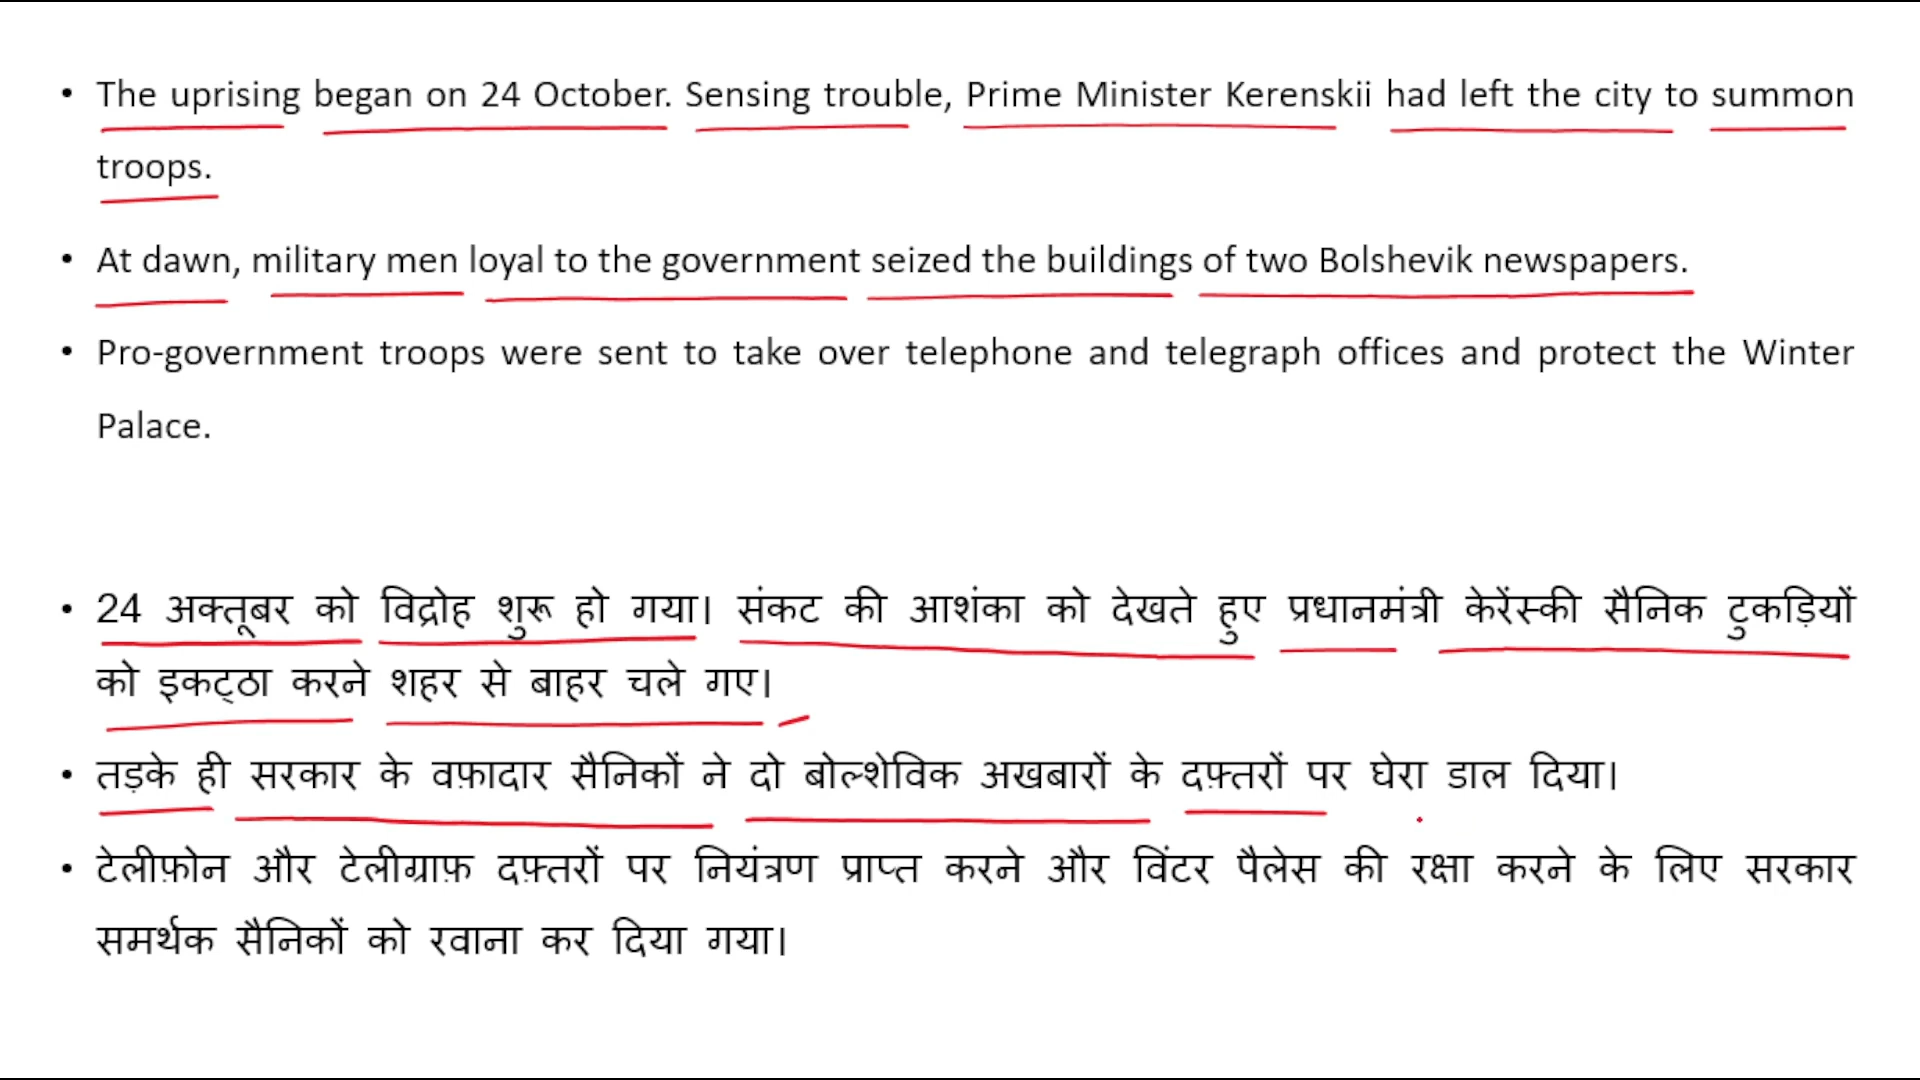 • The uprising began on 24 October. Sensing trouble, Prime Minister Kerenskii had left the city to summon
troops.
• At dawn, military men loyal to the government seized the buildings of two Bolshevik newspapers.
• Pro-government troops were sent to take over telephone and telegraph offices and protect the Winter
Palace.
• 24 अक्तूबर को विद्रोह शुरू हो गया। संकट की आशंका को देखते हुए प्रधानमंत्री केरेंस्की सैनिक टुकड़ियों
को इकट्ठा करने शहर से बाहर चले गए।
• तड़के ही सरकार के वफ़ादार सैनिकों ने दो बोल्शेविक अखबारों के दफ़्तरों पर घेरा डाल दिया।
• टेलीफ़ोन और टेलीग्राफ़ दफ़्तरों पर नियंत्रण प्राप्त करने और विंटर पैलेस की रक्षा करने के लिए सरकार
समर्थक सैनिकों को रवाना कर दिया गया।